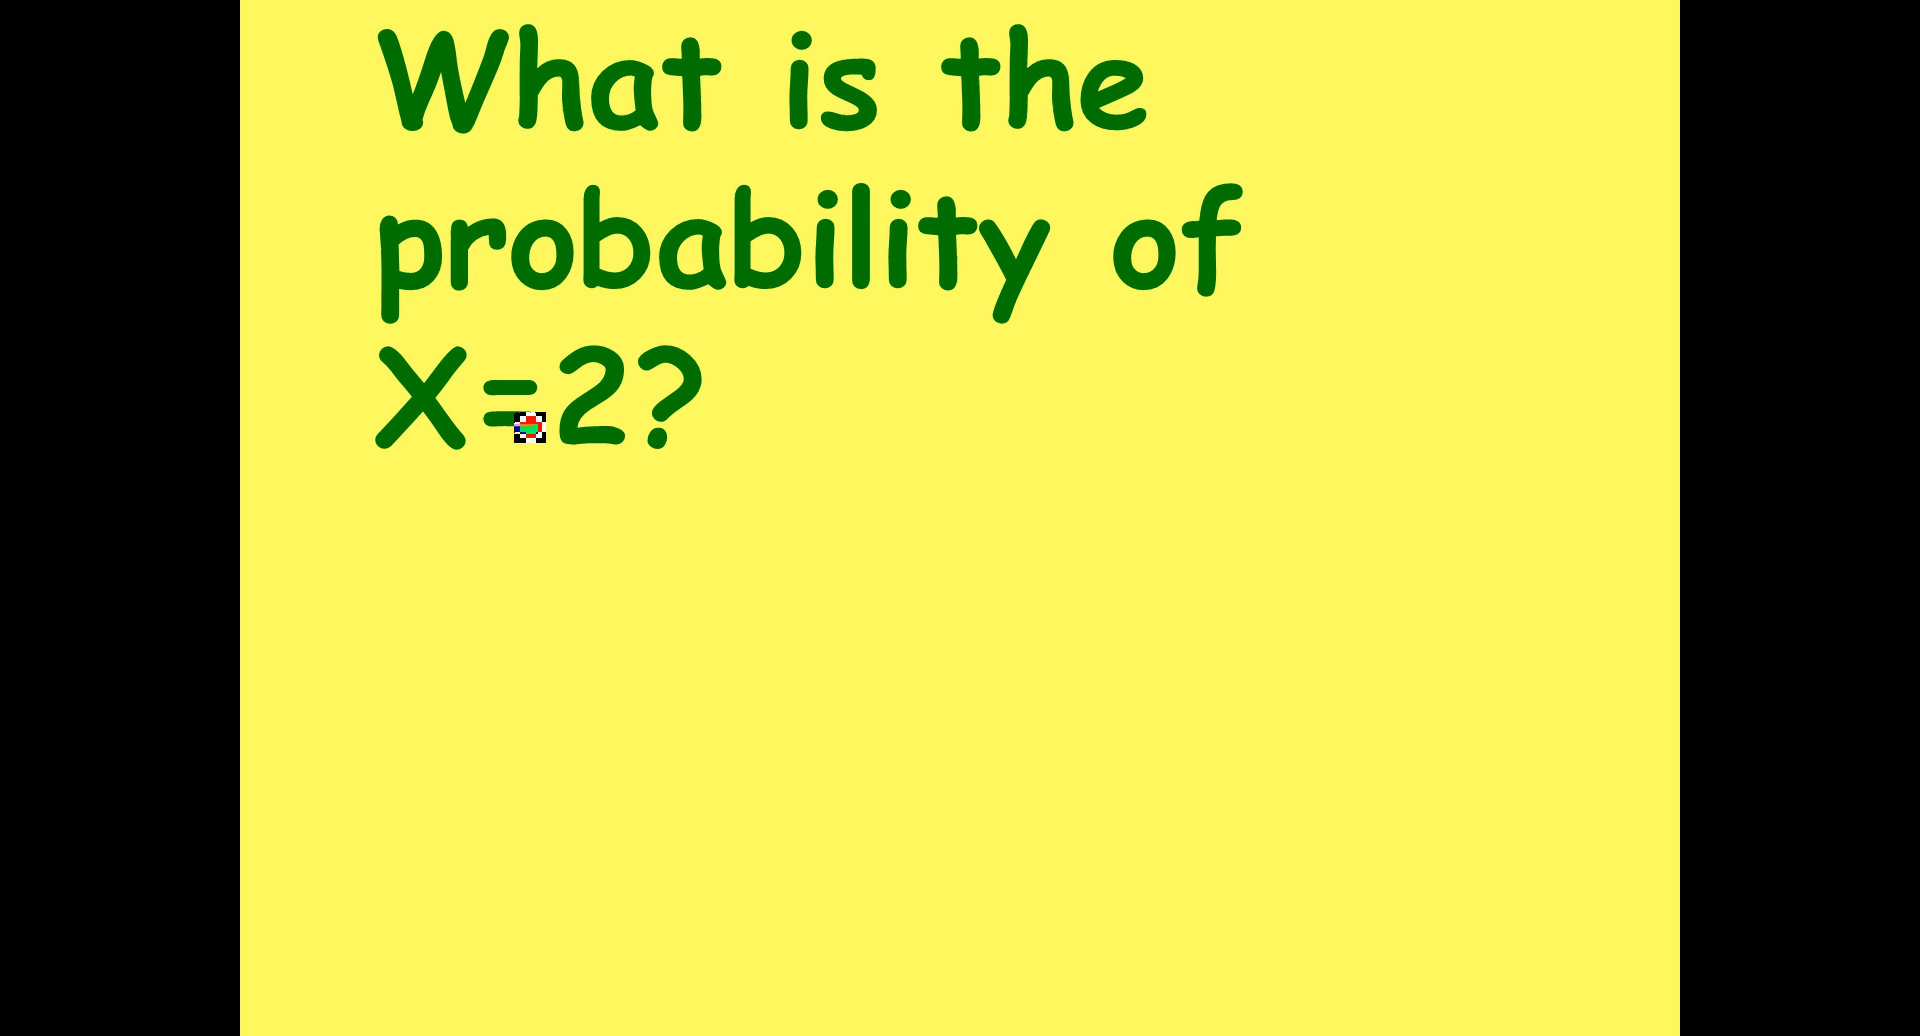 What is the
probability of
X=2?